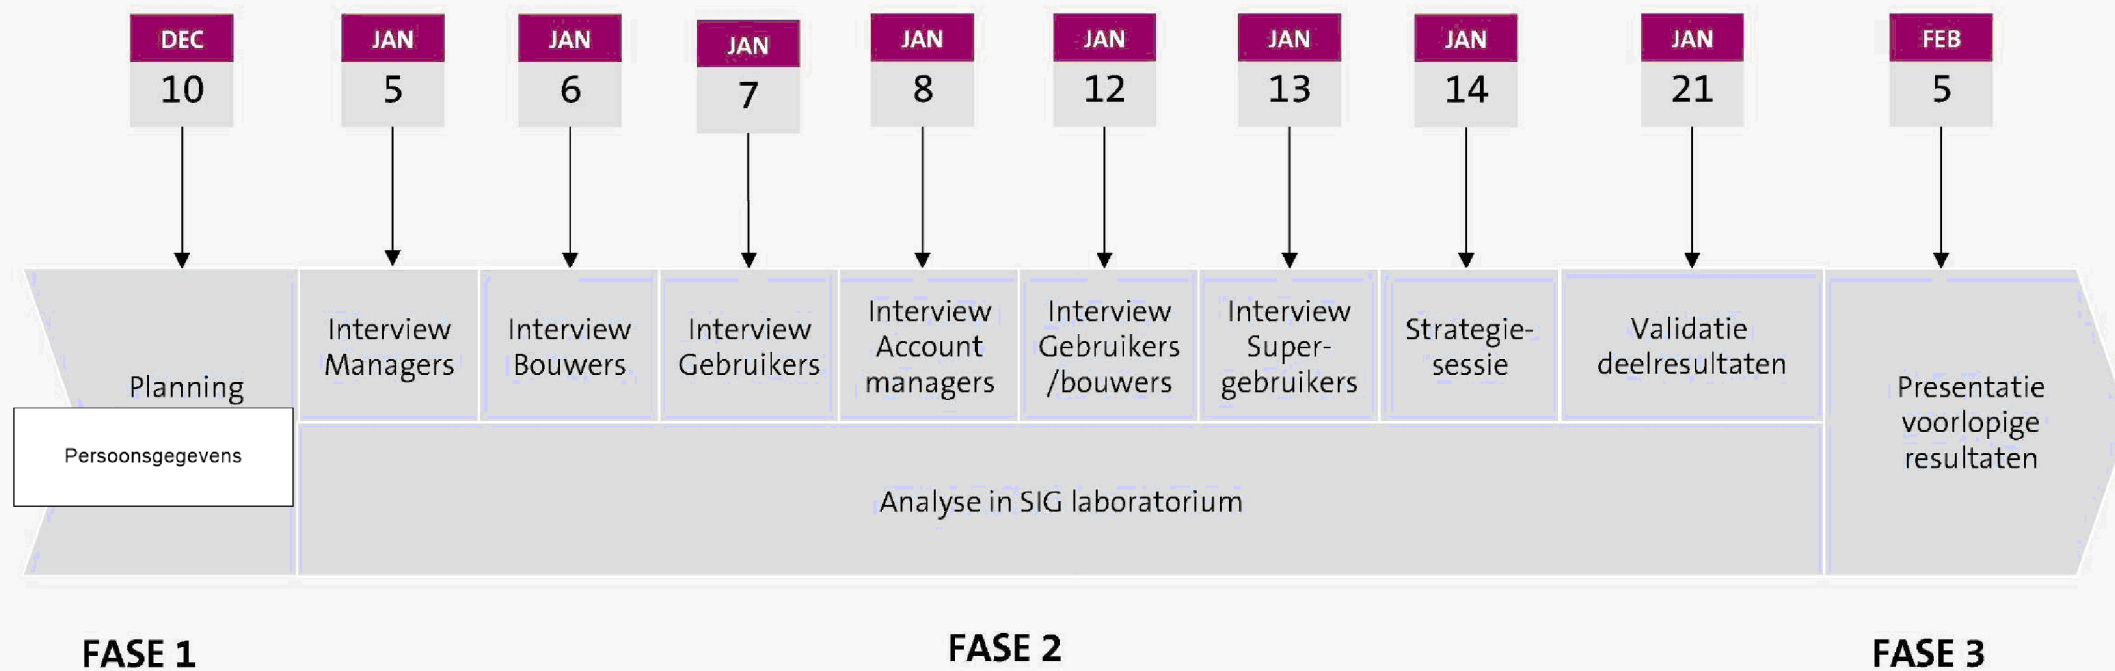 DEC
10
JAN
5
JAN
6
JAN
7
JAN
8
JAN
12
JAN
13
JAN
14
JAN
21
FEB
5
Planning
Persoonsgegevens
Interview
Managers
Interview
Bouwers
Interview
Gebruikers
Interview
Account
managers
Interview
Gebruikers
/bouwers
Interview
Super-
gebruikers
Strategie-
sessie
Validatie
deelresultaten
Analyse in SIG laboratorium
Presentatie
voorlopige
resultaten
FASE 1
FASE 2
FASE 3